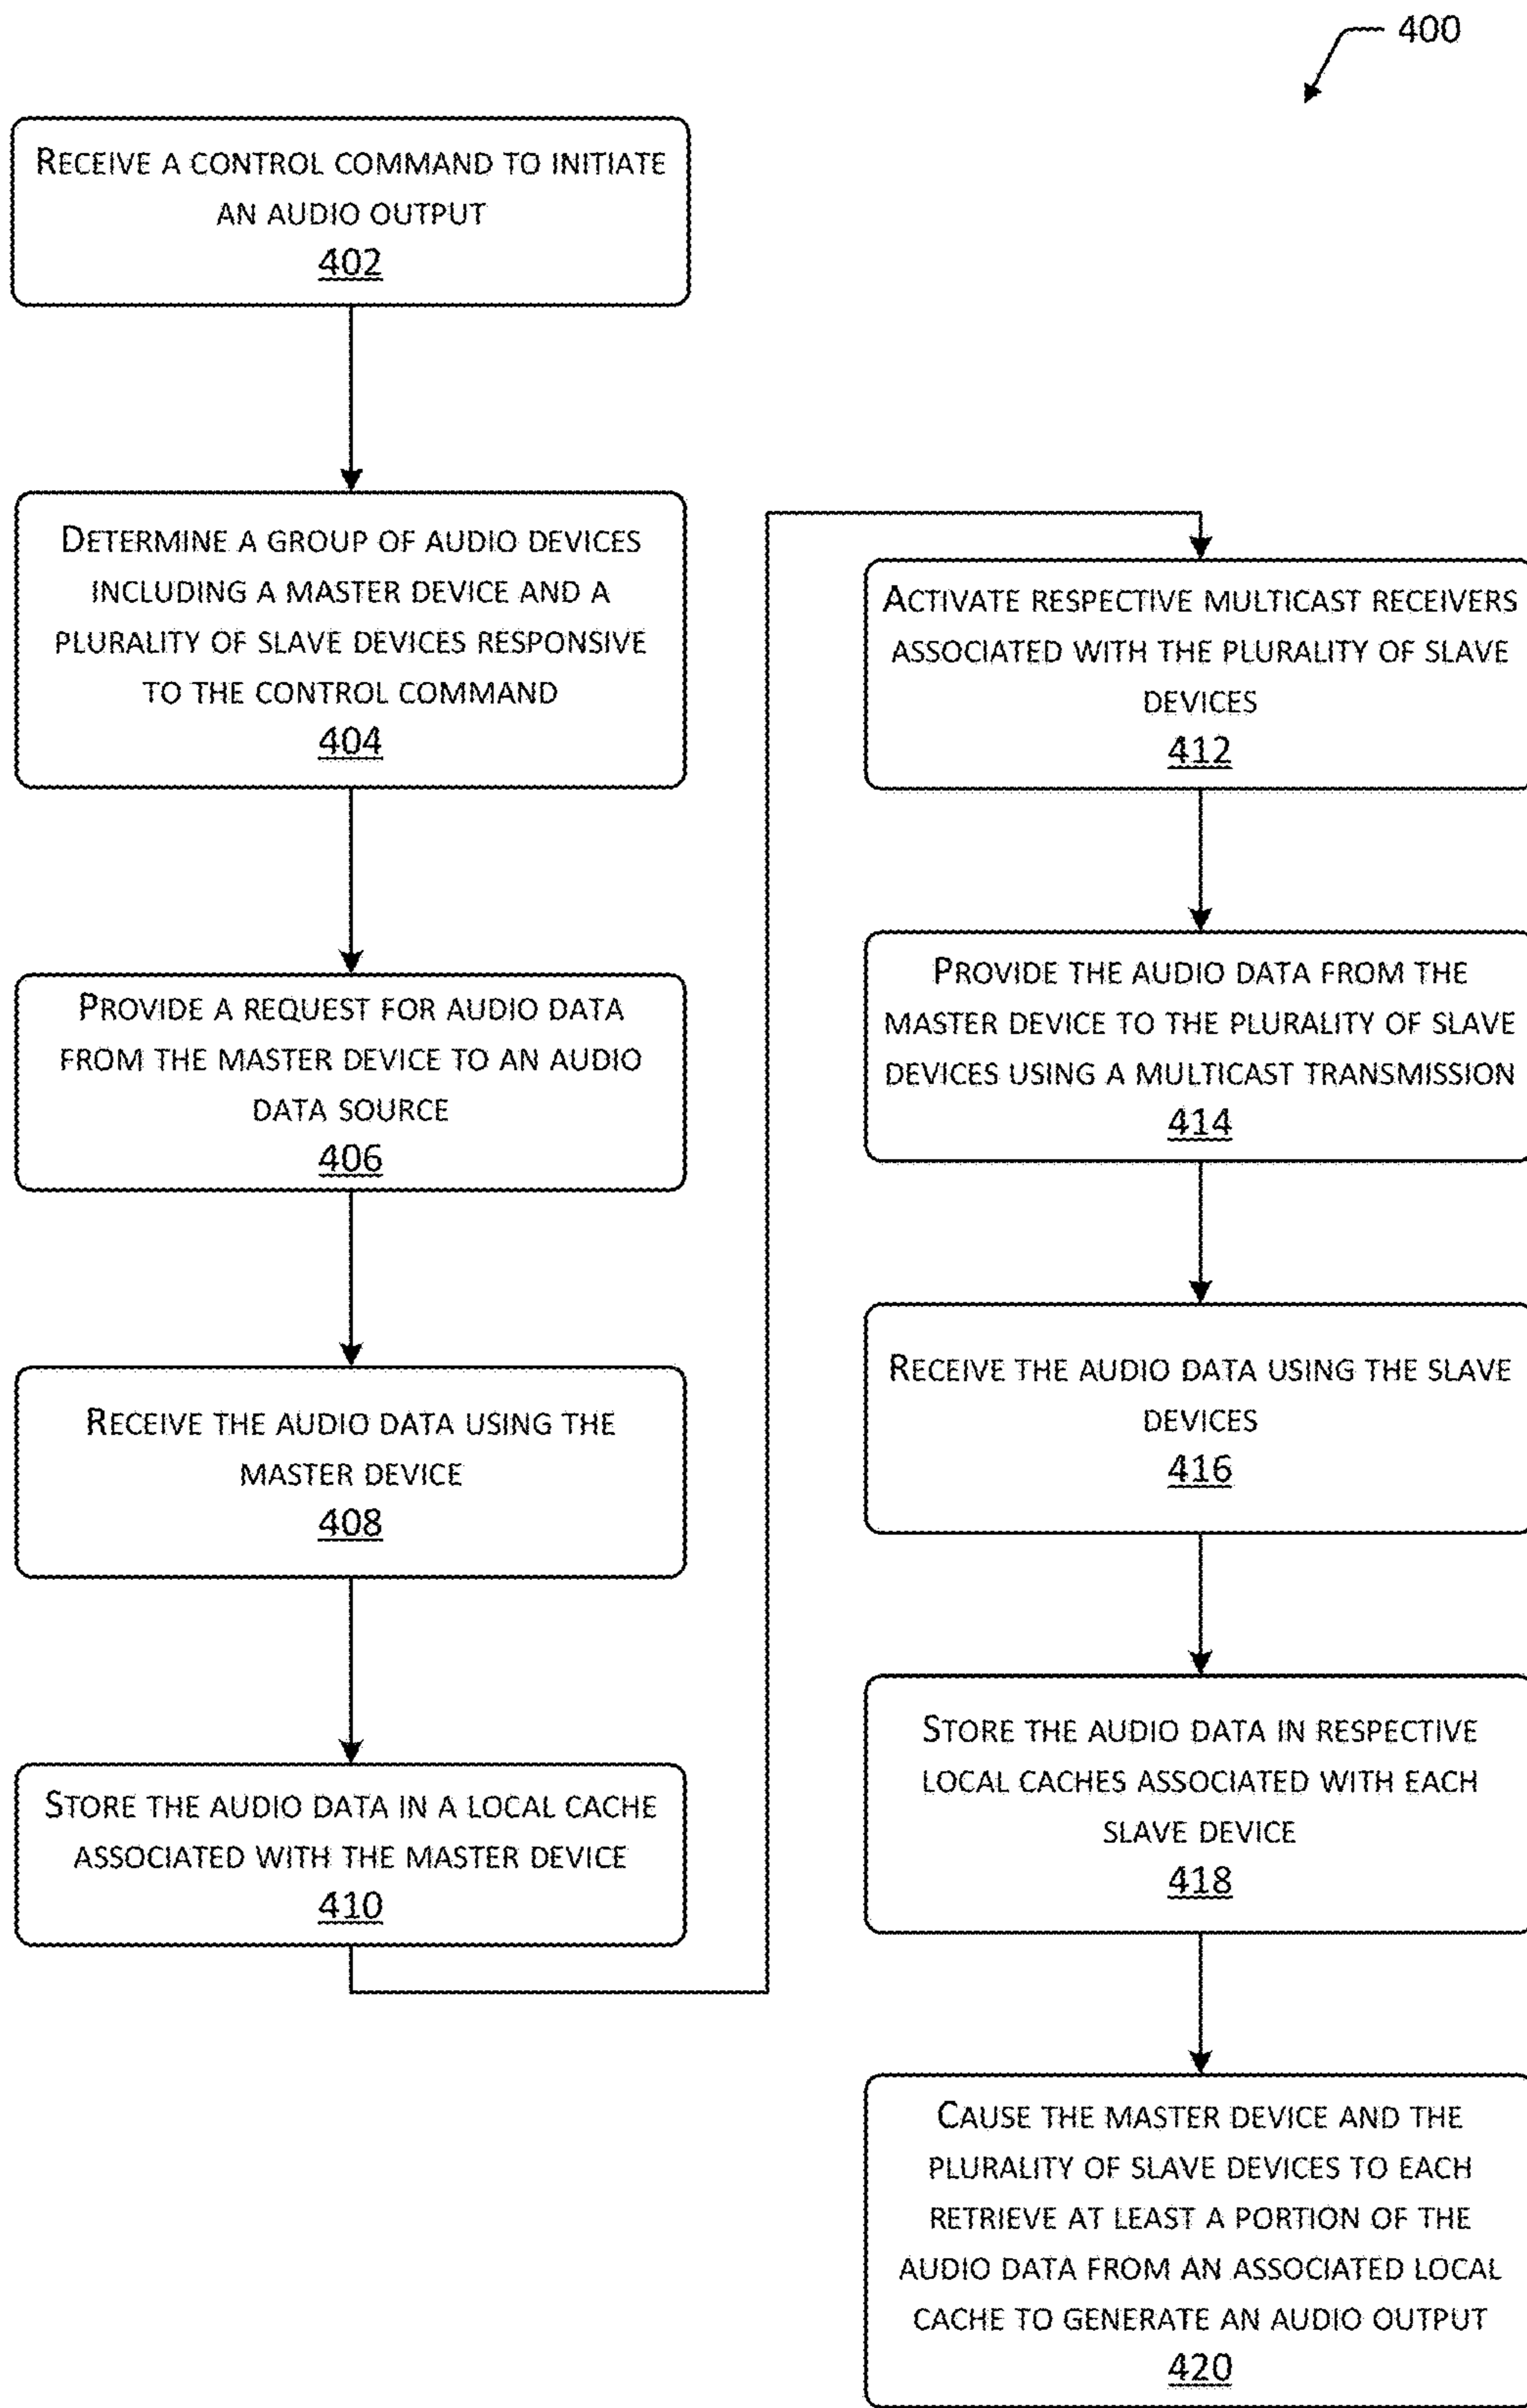 400
RECEIVE A CONTROL COMMAND TO INITIATE
AN AUDIO OUTPUT
402
DETERMINE A GROUP OF AUDIO DEVICES
INCLUDING A MASTER DEVICE AND A
PLURALITY OF SLAVE DEVICES RESPONSIVE
TO THE CONTROL COMMAND
404
PROVIDE A REQUEST FOR AUDIO DATA
FROM THE MASTER DEVICE TO AN AUDIO
DATA SOURCE
406
RECEIVE THE AUDIO DATA USING THE
MASTER DEVICE
408
STORE THE AUDIO DATA IN A LOCAL CACHE
ASSOCIATED WITH THE MASTER DEVICE
410
ACTIVATE RESPECTIVE MULTICAST RECEIVERS
ASSOCIATED WITH THE PLURALITY OF SLAVE
DEVICES
412
PROVIDE THE AUDIO DATA FROM THE
MASTER DEVICE TO THE PLURALITY OF SLAVE
DEVICES USING A MULTICAST TRANSMISSION
414
RECEIVE THE AUDIO DATA USING THE SLAVE
DEVICES
416
STORE THE AUDIO DATA IN RESPECTIVE
LOCAL CACHES ASSOCIATED WITH EACH
SLAVE DEVICE
418
CAUSE THE MASTER DEVICE AND THE
PLURALITY OF SLAVE DEVICES TO EACH
RETRIEVE AT LEAST A PORTION OF THE
AUDIO DATA FROM AN ASSOCIATED LOCAL
CACHE TO GENERATE AN AUDIO OUTPUT
420